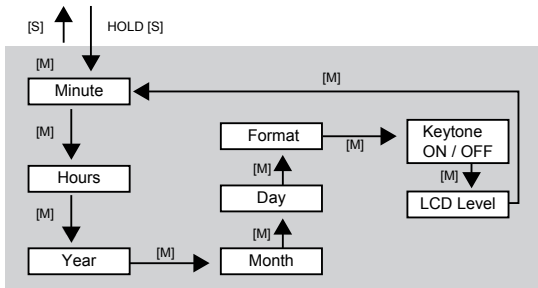 [S]
HOLD [S]
[M]
[M]
Minute
[M]
Format
Keytone
ON / OFF
[M]
[M]
[M]
Hours
Day
LCD Level
[M]
[M]
[M]
Year
Month